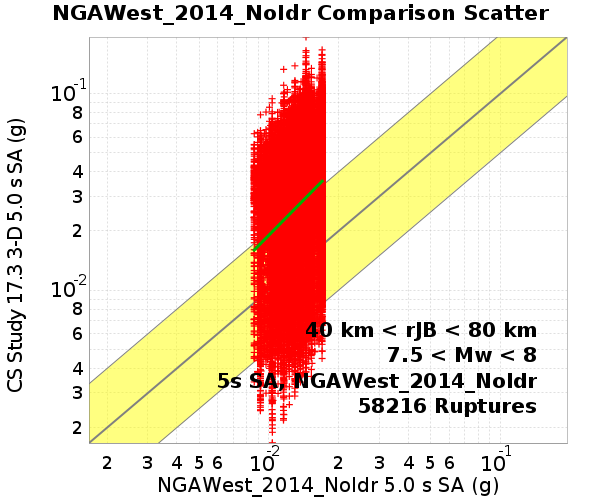 NGAWest_2014_NoIdr Comparison Scatter
CS Study 17.3 3-D 5.0 s SA (g)
10-1
8
6
4
3
2
10-2
8
6
4
3
2
40 km < rJB < 80 km
7.5 < Mw < 8
5s SA, NGAWest_2014_NoIdr
58216 Ruptures
2 3 4 5 6 10-2 2 3 4 5 6 10-1
NGAWest_2014_NoIdr 5.0 s SA (g)